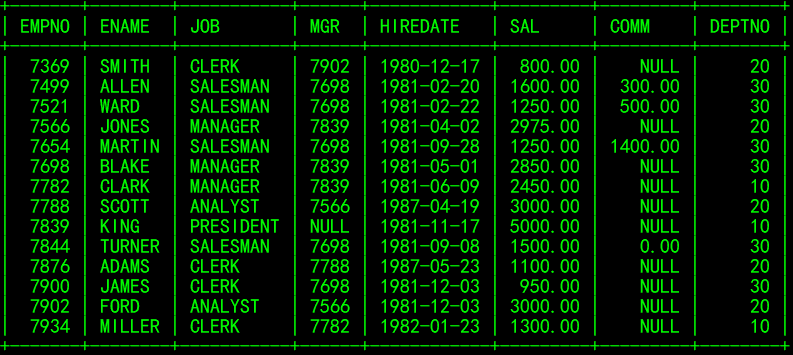 EMPNO | ENAME | JOB | MGR | HIREDATE | SAL | COMM | DEPTNO
7369 | SMITH | CLERK | 7902 | 1980-12-17 | 800.00 | NULL | 20
7499 | ALLEN | SALESMAN | 7698 | 1981-02-20 | 1600.00 | 300.00 | 30
7521 | WARD | SALESMAN | 7698 | 1981-02-22 | 1250.00 | 500.00 | 30
7566 | JONES | MANAGER | 7839 | 1981-04-02 | 2975.00 | NULL | 20
7654 | MARTIN | SALESMAN | 7698 | 1981-09-28 | 1250.00 | 1400.00 | 30
7698 | BLAKE | MANAGER | 7839 | 1981-05-01 | 2850.00 | NULL | 30
7782 | CLARK | MANAGER | 7839 | 1981-06-09 | 2450.00 | NULL | 10
7788 | SCOTT | ANALYST | 7566 | 1987-04-19 | 3000.00 | NULL | 20
7839 | KING | PRESIDENT | NULL | 1981-11-17 | 5000.00 | NULL | 10
7844 | TURNER | SALESMAN | 7698 | 1981-09-08 | 1500.00 | 0.00 | 30
7876 | ADAMS | CLERK | 7788 | 1987-05-23 | 1100.00 | NULL | 20
7900 | JAMES | CLERK | 7698 | 1981-12-03 | 950.00 | NULL | 30
7902 | FORD | ANALYST | 7566 | 1981-12-03 | 3000.00 | NULL | 20
7934 | MILLER | CLERK | 7782 | 1982-01-23 | 1300.00 | NULL | 10